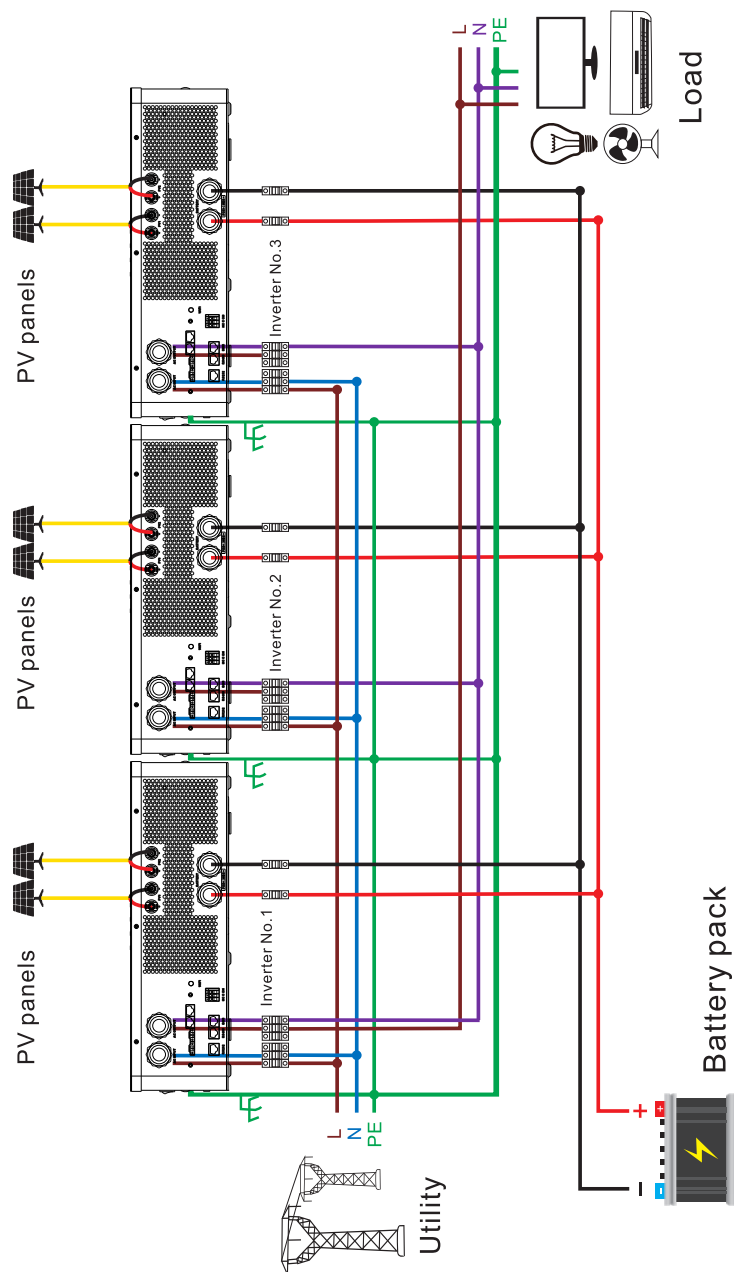 PV panels
PV panels
PV panels
Inverter No.1
Inverter No.2
Inverter No.3
L
N
PE
L
N
PE
Utility
Load
+
−
Battery pack